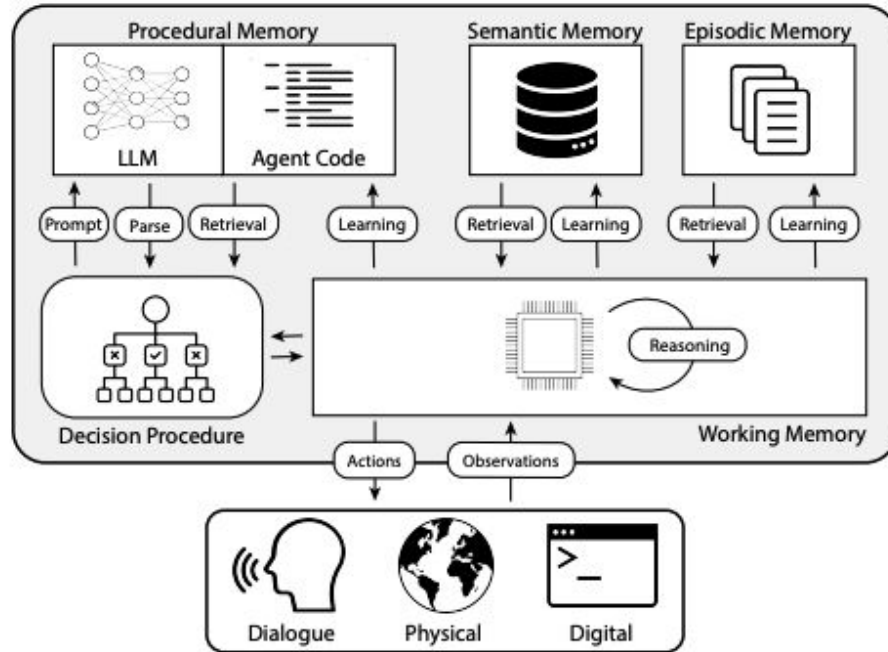 Procedural Memory
Semantic Memory
Episodic Memory
LLM
Agent Code
Prompt
Parse
Retrieval
Learning
Retrieval
Learning
Retrieval
Learning
Reasoning
Decision Procedure
Working Memory
Actions
Observations
>_
Dialogue
Physical
Digital